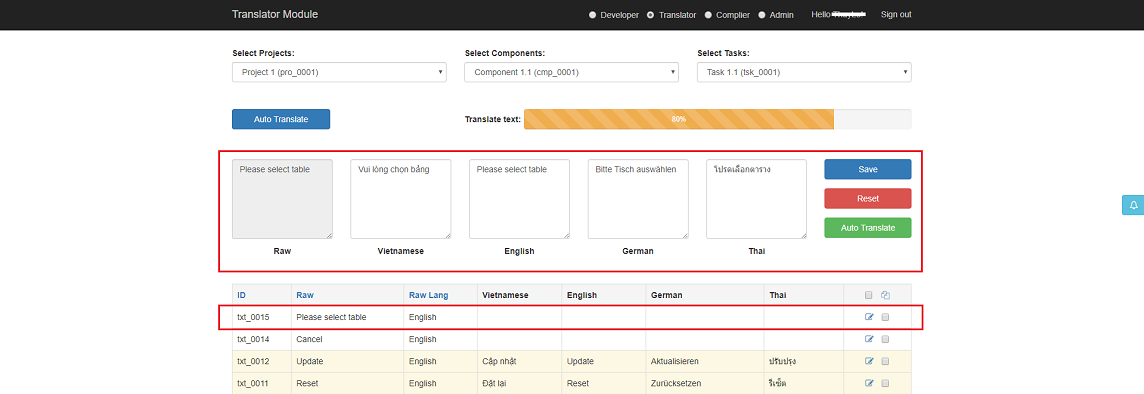 Translator Module Developer Translator Complier Admin Hello Sign out
Select Projects: Select Components: Select Tasks:
Project 1 (pro_0001) Component 1.1 (cmp_0001) Task 1.1 (tsk_0001)
Auto Translate Translate text: 80%
Please select table Vui lòng chọn bảng Please select table Bitte Tisch auswählen โปรดเลือกตาราง Save
Reset
Auto Translate
Raw Vietnamese English German Thai
ID Raw Raw Lang Vietnamese English German Thai
txt_0015 Please select table English
txt_0014 Cancel English
txt_0012 Update English Cập nhật Update Aktualisieren ปรับปรุง
txt_0011 Reset English Đặt lại Reset Zurücksetzen รีเซ็ต